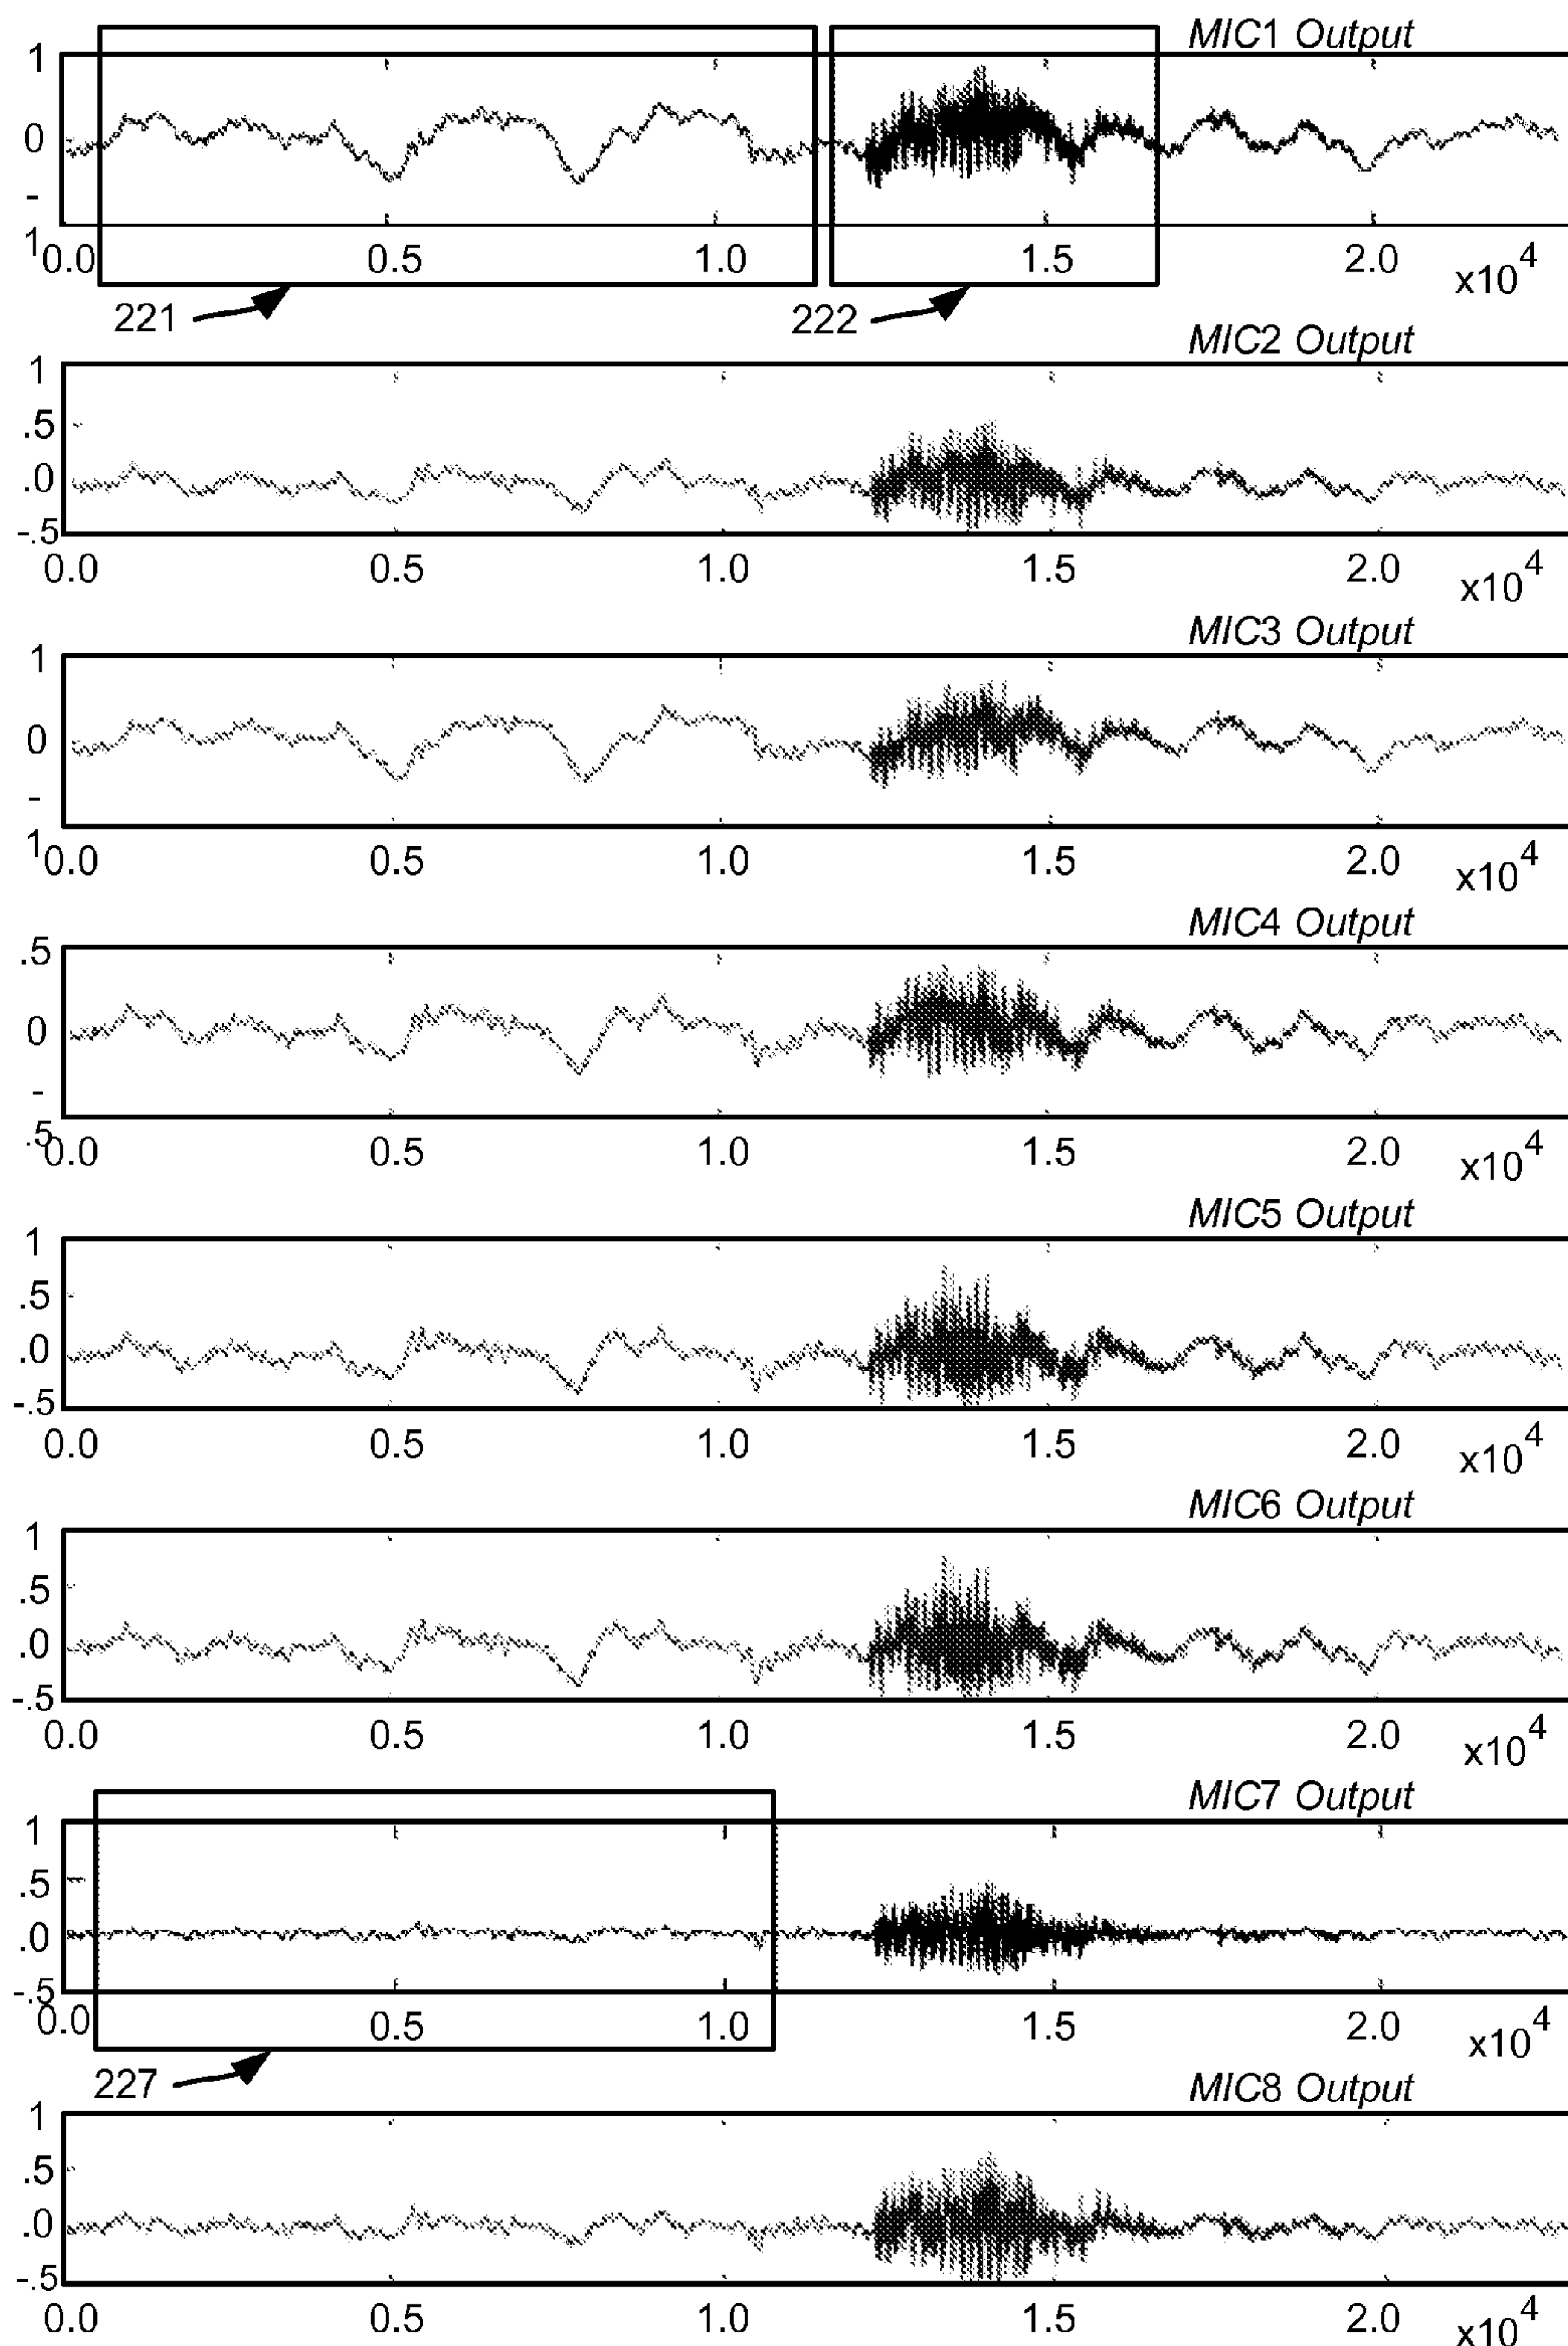 MIC1 Output
1
0
-
1
0.0 0.5 1.0 1.5 2.0 x10^4
221 222
MIC2 Output
1
.5
.0
-.5
0.0 0.5 1.0 1.5 2.0 x10^4
MIC3 Output
1
0
-
1
0.0 0.5 1.0 1.5 2.0 x10^4
MIC4 Output
.5
0
-
.5
0.0 0.5 1.0 1.5 2.0 x10^4
MIC5 Output
1
.5
.0
-.5
0.0 0.5 1.0 1.5 2.0 x10^4
MIC6 Output
1
.5
.0
-.5
0.0 0.5 1.0 1.5 2.0 x10^4
MIC7 Output
1
.5
.0
-.5
0.0 0.5 1.0 1.5 2.0 x10^4
227
MIC8 Output
1
.5
.0
-.5
0.0 0.5 1.0 1.5 2.0 x10^4